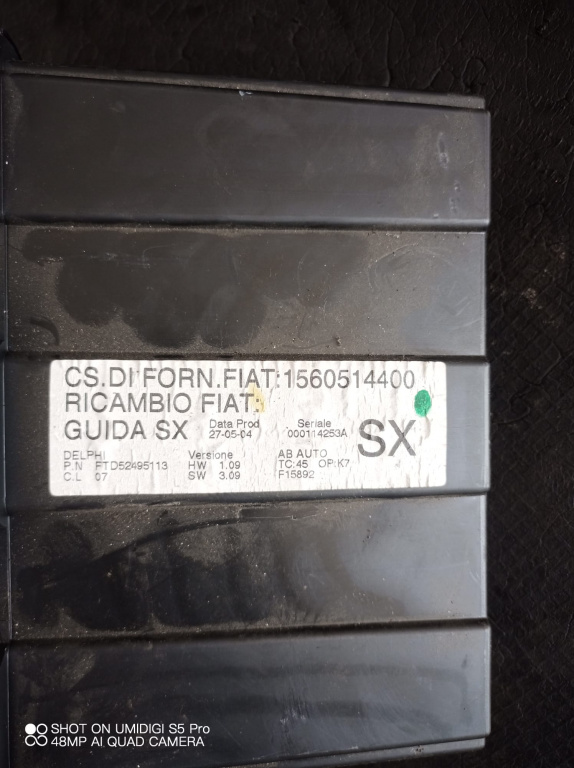 CS.DI FORN.FIAT:1560514400
RICAMBIO FIAT:
GUIDA SX Data Prod 27-05-04 Seriale 000114253A SX
DELPHI Versione AB AUTO
P.N FTD52495113 HW 1.09 TC:45 OP:K7
C.L 07 SW 3.09 F15892
SHOT ON UMIDIGI S5 Pro
48MP AI QUAD CAMERA